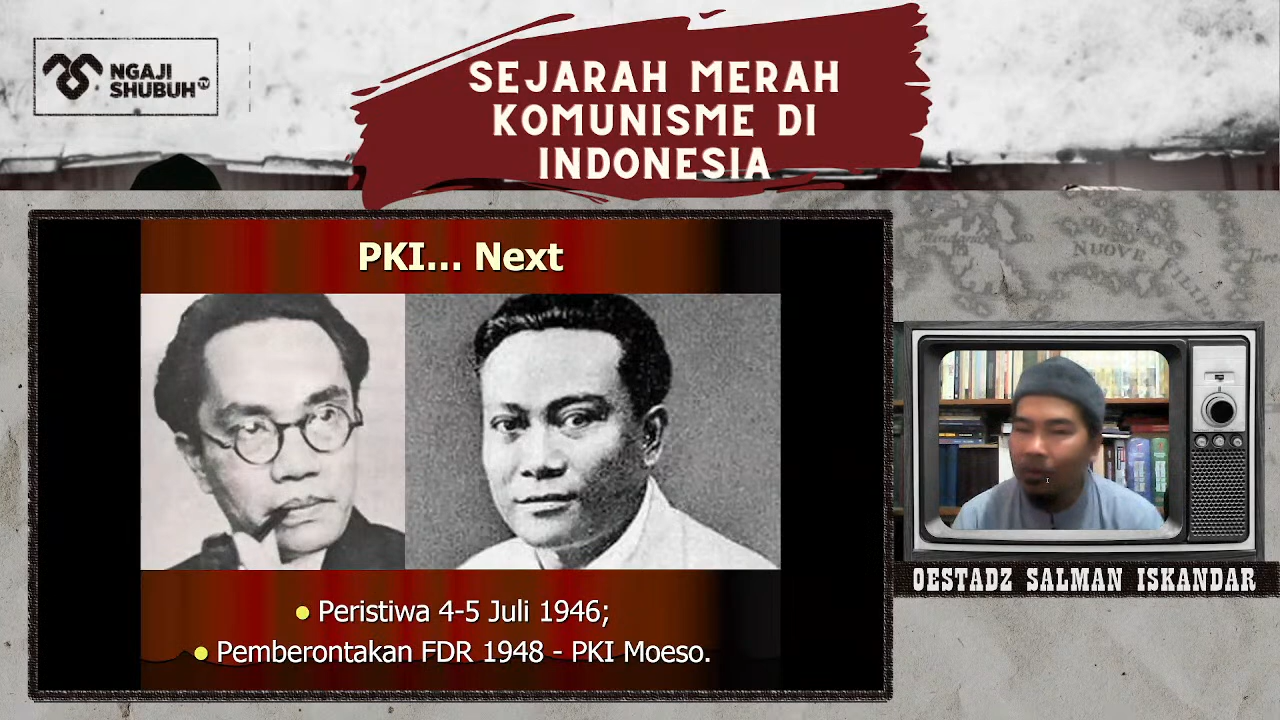 NGAJI
SHUBUH TV
SEJARAH MERAH
KOMUNISME DI
INDONESIA
PKI... Next
• Peristiwa 4-5 Juli 1946;
• Pemberontakan FDR 1948 - PKI Moeso.
NUOVE
OESTADZ SALMAN ISKANDAR